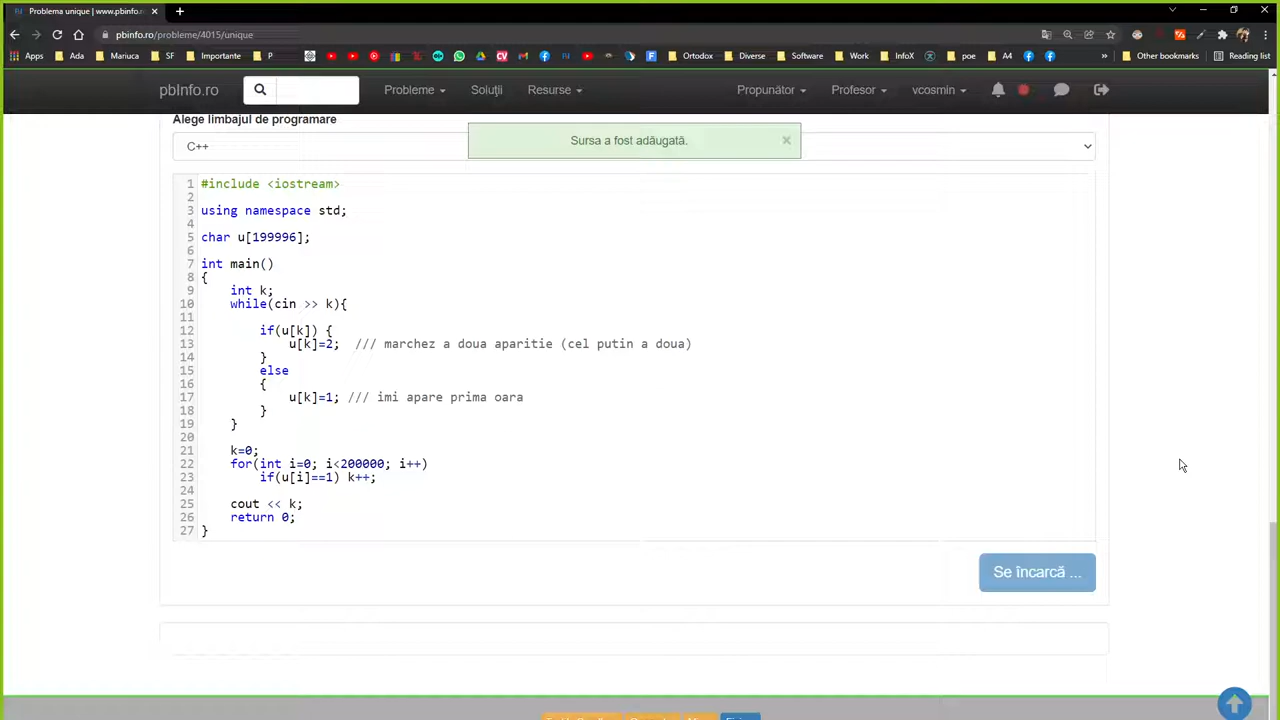 Problema unique | www.pbinfo.r
pbinfo.ro/probleme/4015/unique
Apps Ada Mariuca SF Importante P Ortodox Diverse Software Work InfoX poe A4 Other bookmarks Reading list
pbInfo.ro Probleme Soluții Resurse Propunător Profesor vcosmin
Alege limbajul de programare
Sursa a fost adăugată. ×
C++
1 #include <iostream>
2
3 using namespace std;
4
5 char u[199996];
6
7 int main()
8 {
9 int k;
10 while(cin >> k){
11
12 if(u[k]) {
13 u[k]=2; /// marchez a doua aparitie (cel putin a doua)
14 }
15 else
16 {
17 u[k]=1; /// imi apare prima oara
18 }
19 }
20
21 k=0;
22 for(int i=0; i<200000; i++)
23 if(u[i]==1) k++;
24
25 cout << k;
26 return 0;
27 }
Se încarcă ...